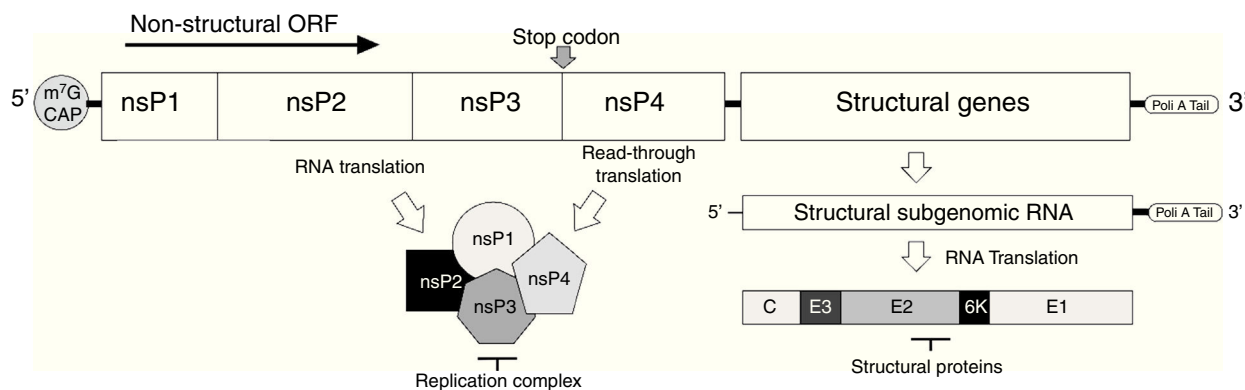 Non-structural ORF
Stop codon
5’
m⁷G
CAP
nsP1
nsP2
nsP3
nsP4
Structural genes
Poli A Tail
3’
RNA translation
Read-through
translation
5’
Structural subgenomic RNA
Poli A Tail
3’
nsP1
nsP2
nsP4
nsP3
RNA Translation
C
E3
E2
6K
E1
Structural proteins
Replication complex